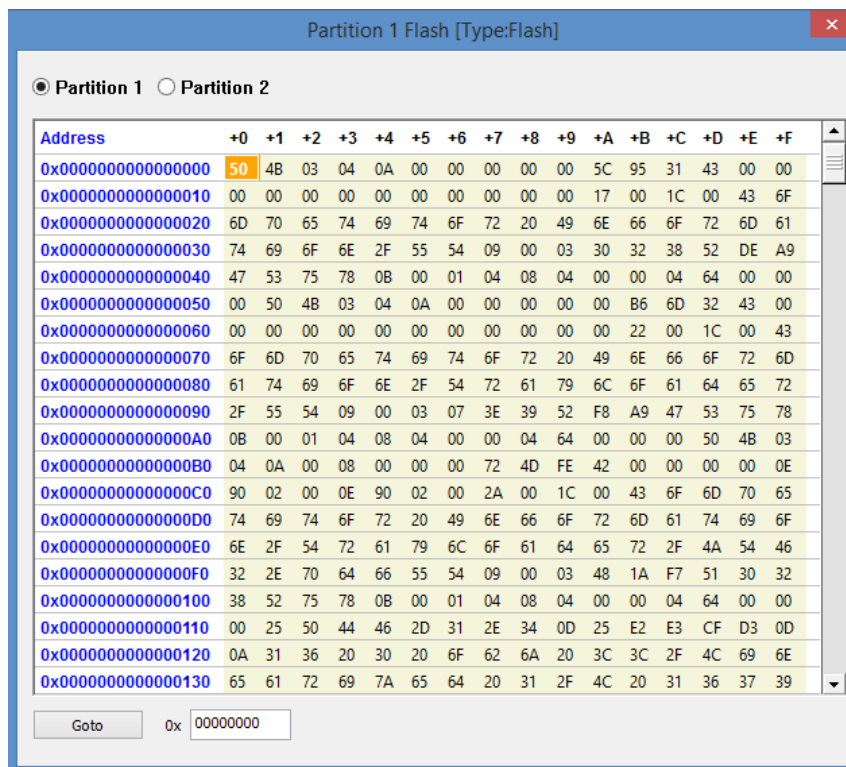 Partition 1 Flash [Type:Flash]
Partition 1 Partition 2
Address +0 +1 +2 +3 +4 +5 +6 +7 +8 +9 +A +B +C +D +E +F
0x0000000000000000 50 4B 03 04 0A 00 00 00 00 00 5C 95 31 43 00 00
0x0000000000000010 00 00 00 00 00 00 00 00 00 00 17 00 1C 00 43 6F
0x0000000000000020 6D 70 65 74 69 74 6F 72 20 49 6E 66 6F 72 6D 61
0x0000000000000030 74 69 6F 6E 2F 55 54 09 00 03 30 32 38 52 DE A9
0x0000000000000040 47 53 75 78 0B 00 01 04 08 04 00 00 04 64 00 00
0x0000000000000050 00 50 4B 03 04 0A 00 00 00 00 00 B6 6D 32 43 00
0x0000000000000060 00 00 00 00 00 00 00 00 00 00 00 22 00 1C 00 43
0x0000000000000070 6F 6D 70 65 74 69 74 6F 72 20 49 6E 66 6F 72 6D
0x0000000000000080 61 74 69 6F 6E 2F 54 72 61 79 6C 6F 61 64 65 72
0x0000000000000090 2F 55 54 09 00 03 07 3E 39 52 F8 A9 47 53 75 78
0x00000000000000A0 0B 00 01 04 08 04 00 00 04 64 00 00 00 50 4B 03
0x00000000000000B0 04 0A 00 08 00 00 00 72 4D FE 42 00 00 00 00 0E
0x00000000000000C0 90 02 00 0E 90 02 00 2A 00 1C 00 43 6F 6D 70 65
0x00000000000000D0 74 69 74 6F 72 20 49 6E 66 6F 72 6D 61 74 69 6F
0x00000000000000E0 6E 2F 54 72 61 79 6C 6F 61 64 65 72 2F 4A 54 46
0x00000000000000F0 32 2E 70 64 66 55 54 09 00 03 48 1A F7 51 30 32
0x0000000000000100 38 52 75 78 0B 00 01 04 08 04 00 00 04 64 00 00
0x0000000000000110 00 25 50 44 46 2D 31 2E 34 0D 25 E2 E3 CF D3 0D
0x0000000000000120 0A 31 36 20 30 20 6F 62 6A 20 3C 3C 2F 4C 69 6E
0x0000000000000130 65 61 72 69 7A 65 64 20 31 2F 4C 20 31 36 37 39
Goto 0x 00000000